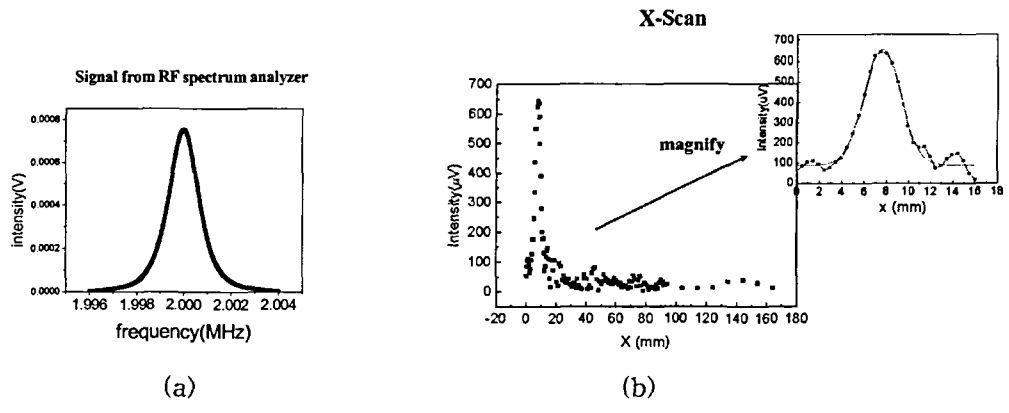 X-Scan
Signal from RF spectrum analyzer
0.0008
0.0006
0.0004
0.0002
0.0000
intensity(V)
1.996 1.998 2.000 2.002 2.004
frequency(MHz)
(a)
700
600
500
400
300
200
100
0
Intensity(μV)
-20 0 20 40 60 80 100 120 140 160 180
X (mm)
magnify
700
600
500
400
300
200
100
0
Intensity(uV)
0 2 4 6 8 10 12 14 16 18
x (mm)
(b)